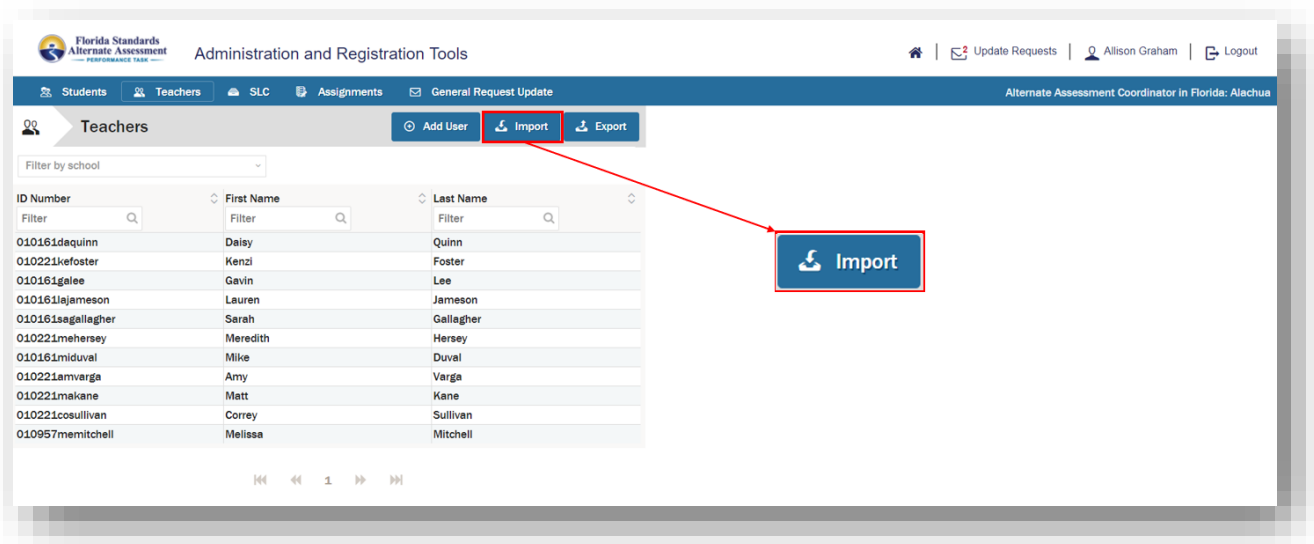 Florida Standards
Alternate Assessment
PERFORMANCE TASK
Administration and Registration Tools
2 Update Requests | Allison Graham | Logout
Students Teachers SLC Assignments General Request Update Alternate Assessment Coordinator in Florida: Alachua
Teachers Add User Import Export
Filter by school
ID Number First Name Last Name
Filter Filter Filter
010161daquinn Daisy Quinn
010221kefoster Kenzi Foster
010161galee Gavin Lee
010161lajameson Lauren Jameson
010161sagallagher Sarah Gallagher
010221mehersey Meredith Hersey
010161miduval Mike Duval
010221amvarga Amy Varga
010221makane Matt Kane
010221cosullivan Correy Sullivan
010957memitchell Melissa Mitchell
1
Import